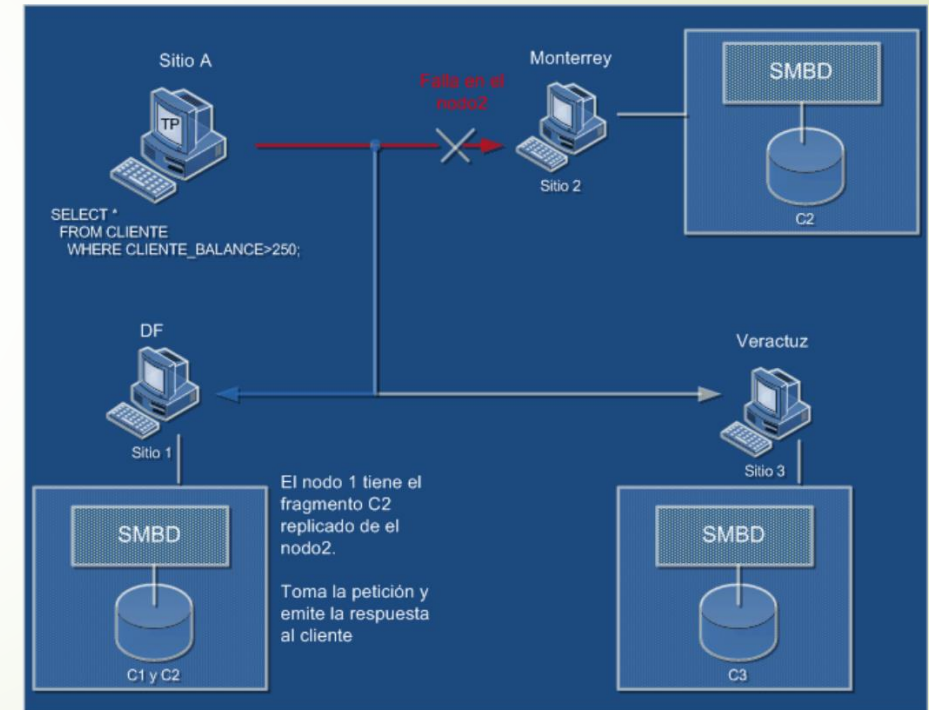 Sitio A
TP
SELECT *
FROM CLIENTE
WHERE CLIENTE_BALANCE>250;
Falla en el
nodo2
Monterrey
Sitio 2
SMBD
C2
DF
Sitio 1
SMBD
C1 y C2
El nodo 1 tiene el
fragmento C2
replicado de el
nodo2.
Toma la petición y
emite la respuesta
al cliente
Veractuz
Sitio 3
SMBD
C3